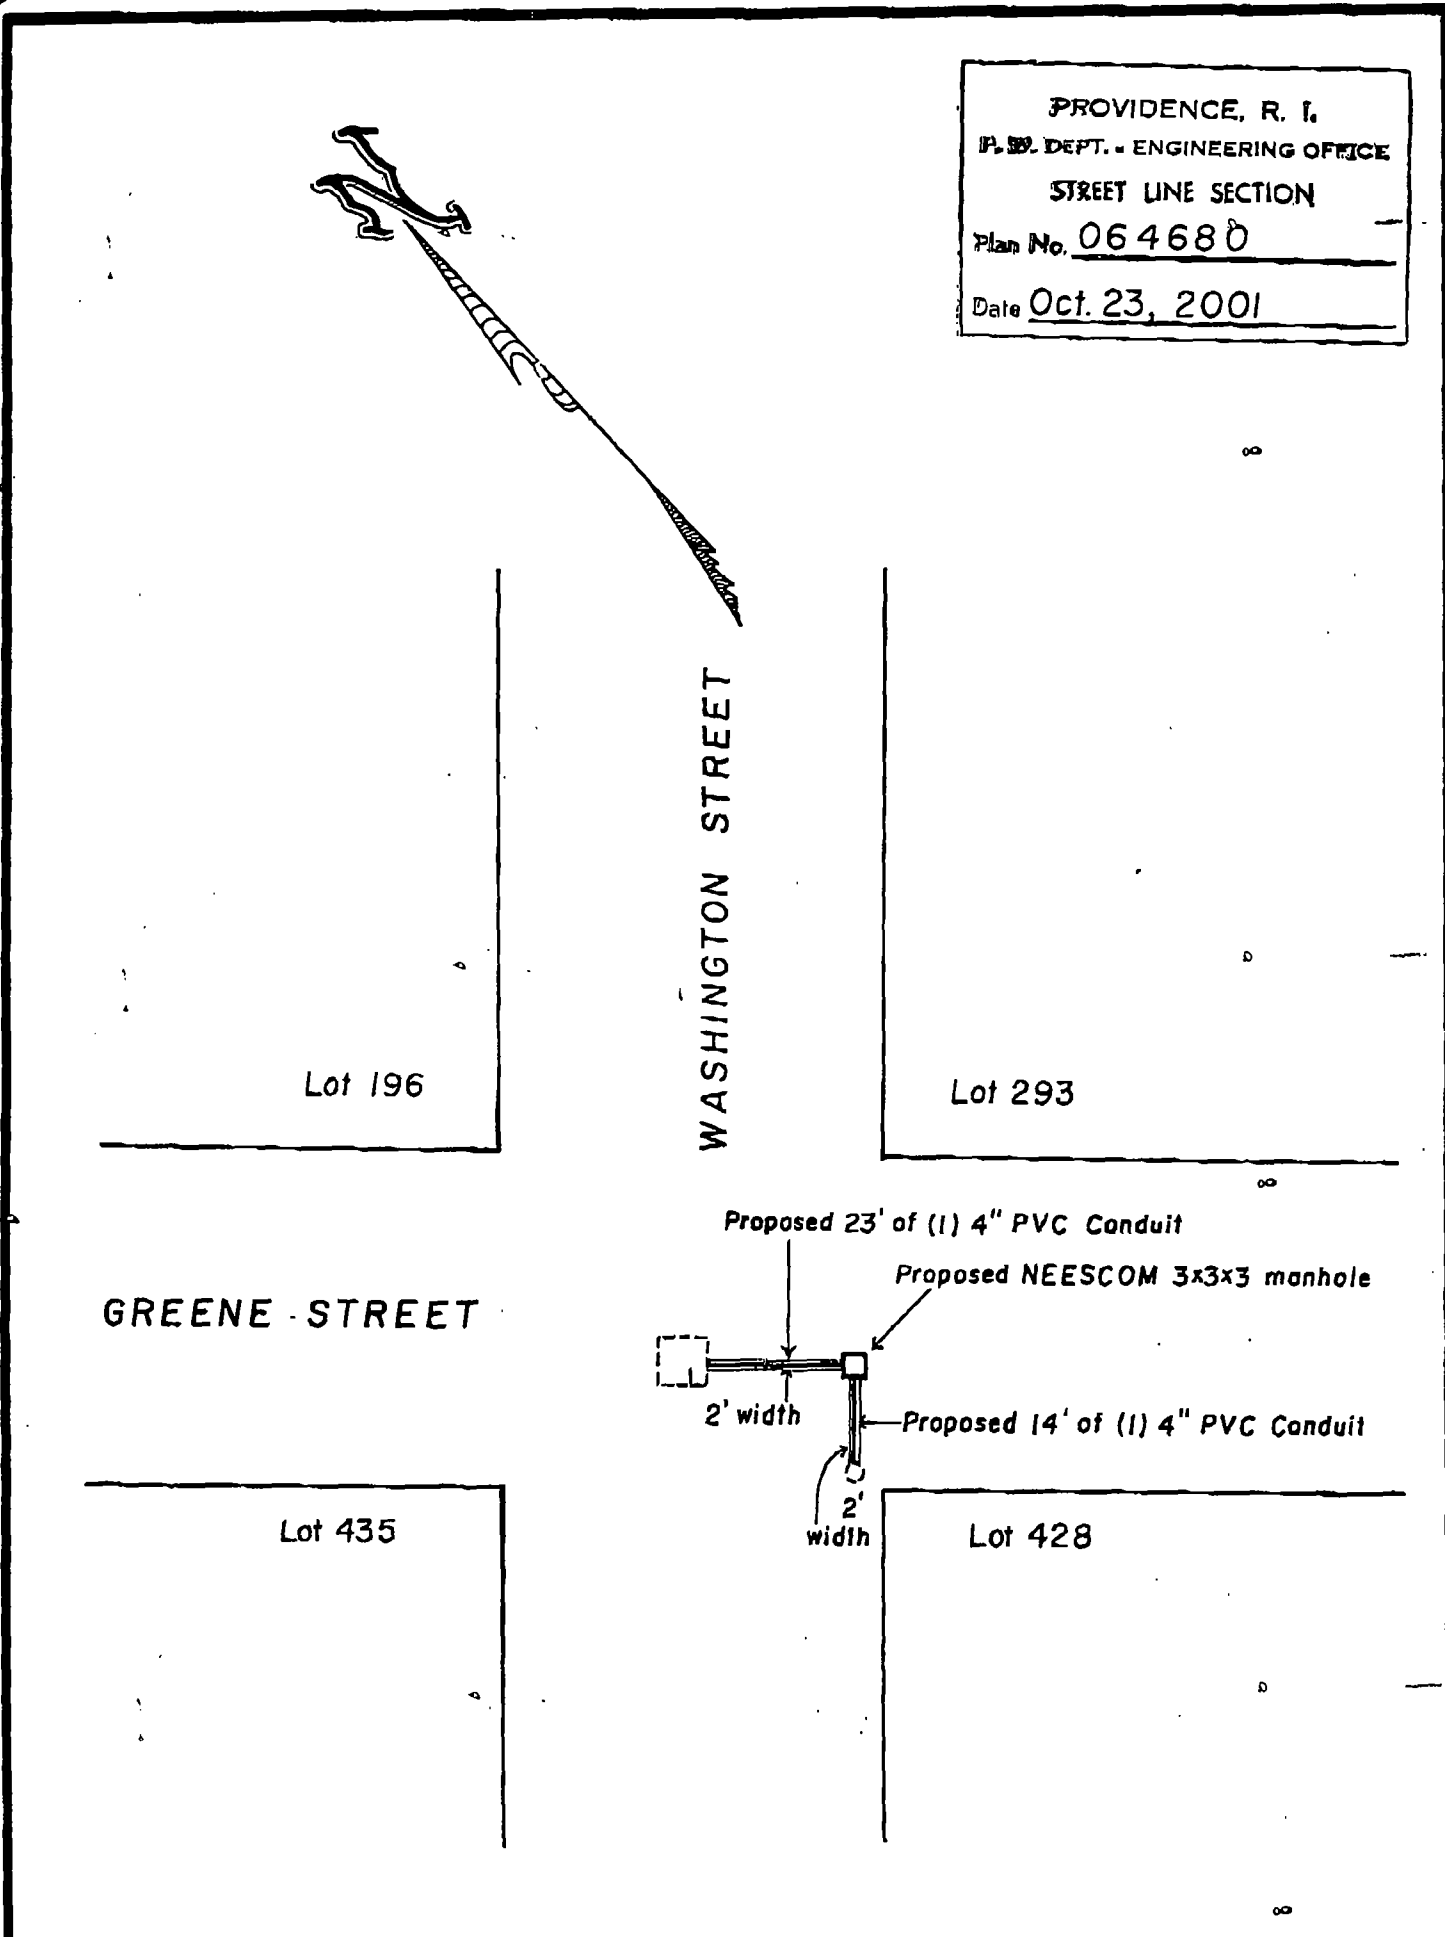 PROVIDENCE, R. I.
P. W. DEPT. - ENGINEERING OFFICE
STREET LINE SECTION
Plan No. 064680
Date Oct. 23, 2001
N
WASHINGTON STREET
Lot 196
Lot 293
Proposed 23' of (1) 4" PVC Conduit
Proposed NEESCOM 3x3x3 manhole
GREENE STREET
2' width
Proposed 14' of (1) 4" PVC Conduit
2'
width
Lot 435
Lot 428